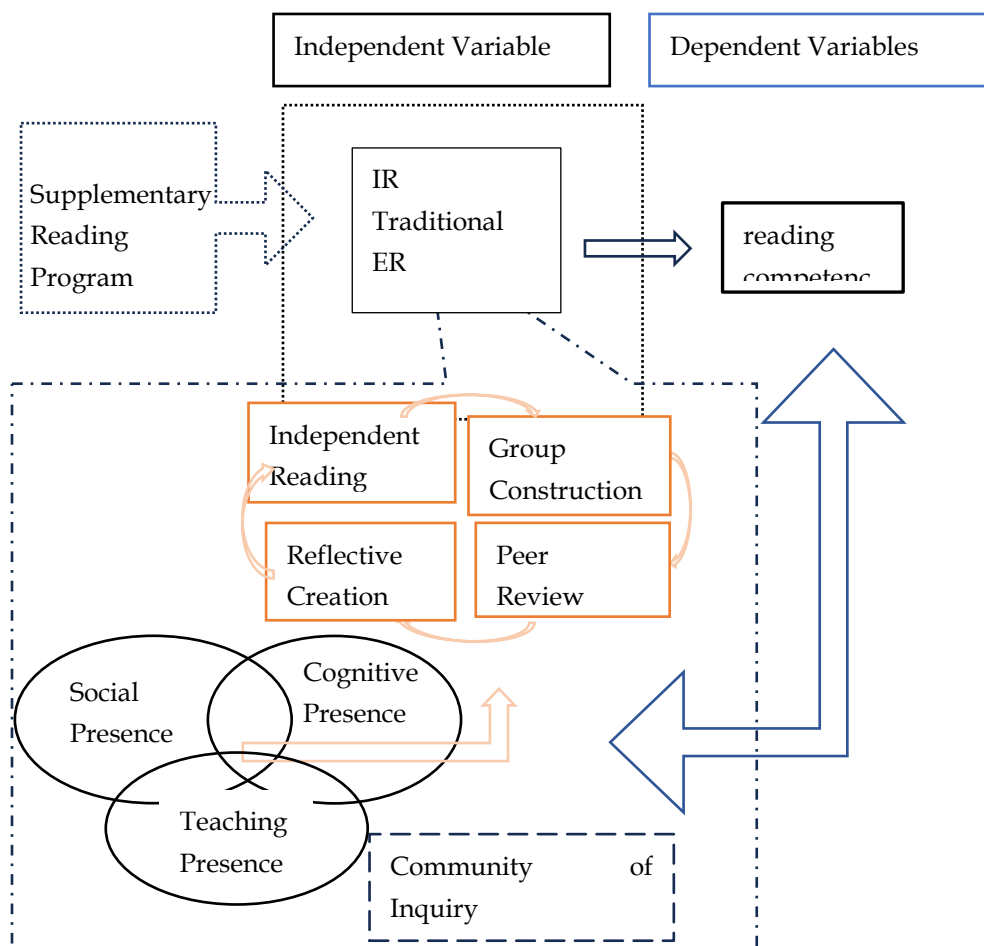 Independent Variable
Dependent Variables
Supplementary
Reading
Program
IR
Traditional
ER
reading
competenc
Independent
Reading
Group
Construction
Reflective
Creation
Peer
Review
Social
Presence
Cognitive
Presence
Teaching
Presence
Community of
Inquiry